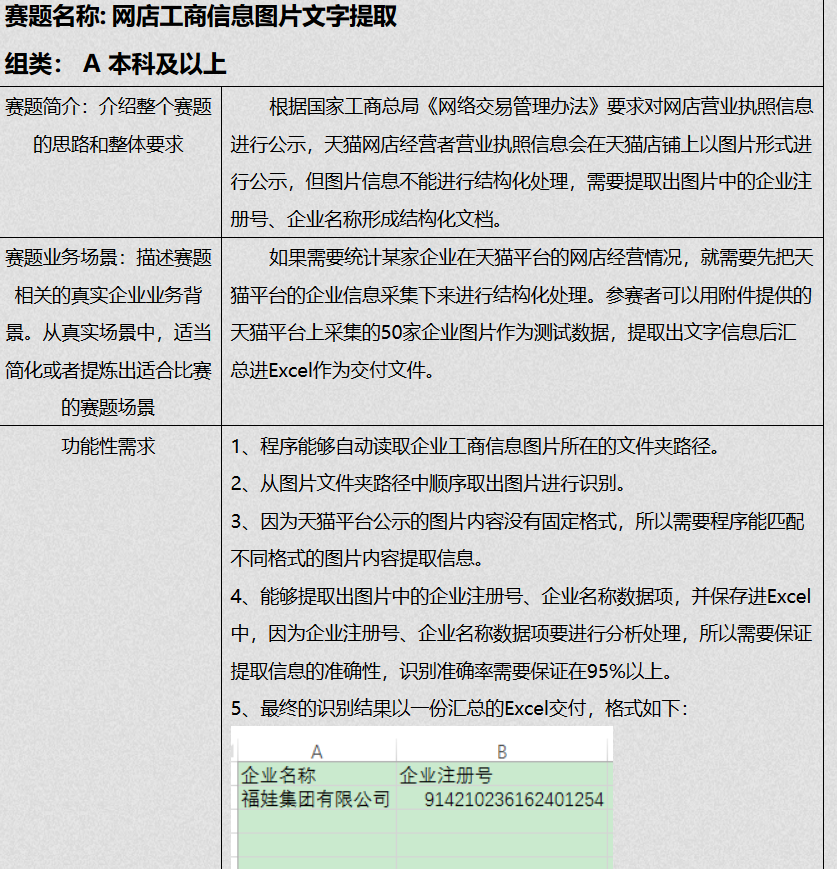 赛题名称: 网店工商信息图片文字提取
组类： A 本科及以上
赛题简介：介绍整个赛题
的思路和整体要求
根据国家工商总局《网络交易管理办法》要求对网店营业执照信息
进行公示，天猫网店经营者营业执照信息会在天猫店铺上以图片形式进
行公示，但图片信息不能进行结构化处理，需要提取出图片中的企业注
册号、企业名称形成结构化文档。
赛题业务场景：描述赛题
相关的真实企业业务背
景。从真实场景中，适当
简化或者提炼出适合比赛
的赛题场景
如果需要统计某家企业在天猫平台的网店经营情况，就需要先把天
猫平台的企业信息采集下来进行结构化处理。参赛者可以用附件提供的
天猫平台上采集的50家企业图片作为测试数据，提取出文字信息后汇
总进Excel作为交付文件。
功能性需求
1、程序能够自动读取企业工商信息图片所在的文件夹路径。
2、从图片文件夹路径中顺序取出图片进行识别。
3、因为天猫平台公示的图片内容没有固定格式，所以需要程序能匹配
不同格式的图片内容提取信息。
4、能够提取出图片中的企业注册号、企业名称数据项，并保存进Excel
中，因为企业注册号、企业名称数据项要进行分析处理，所以需要保证
提取信息的准确性，识别准确率需要保证在95%以上。
5、最终的识别结果以一份汇总的Excel交付，格式如下：
A B
企业名称 企业注册号
福娃集团有限公司 914210236162401254